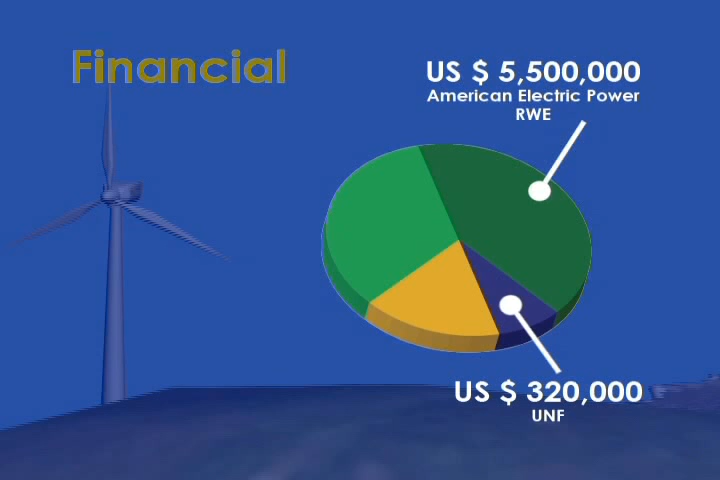 Financial
US $ 5,500,000
American Electric Power
RWE
US $ 320,000
UNF